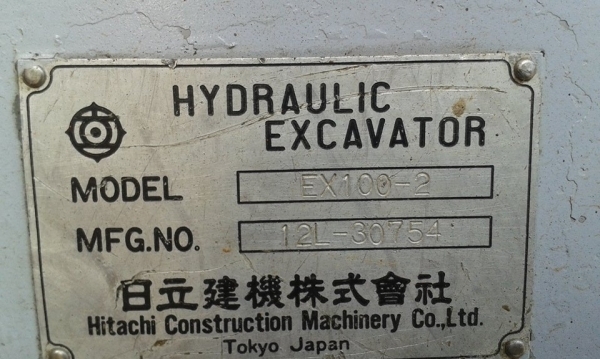 HYDRAULIC
EXCAVATOR
MODEL EX100-2
MFG.NO. 12L-30754
日立建機株式會社
Hitachi Construction Machinery Co.,Ltd.
Tokyo Japan